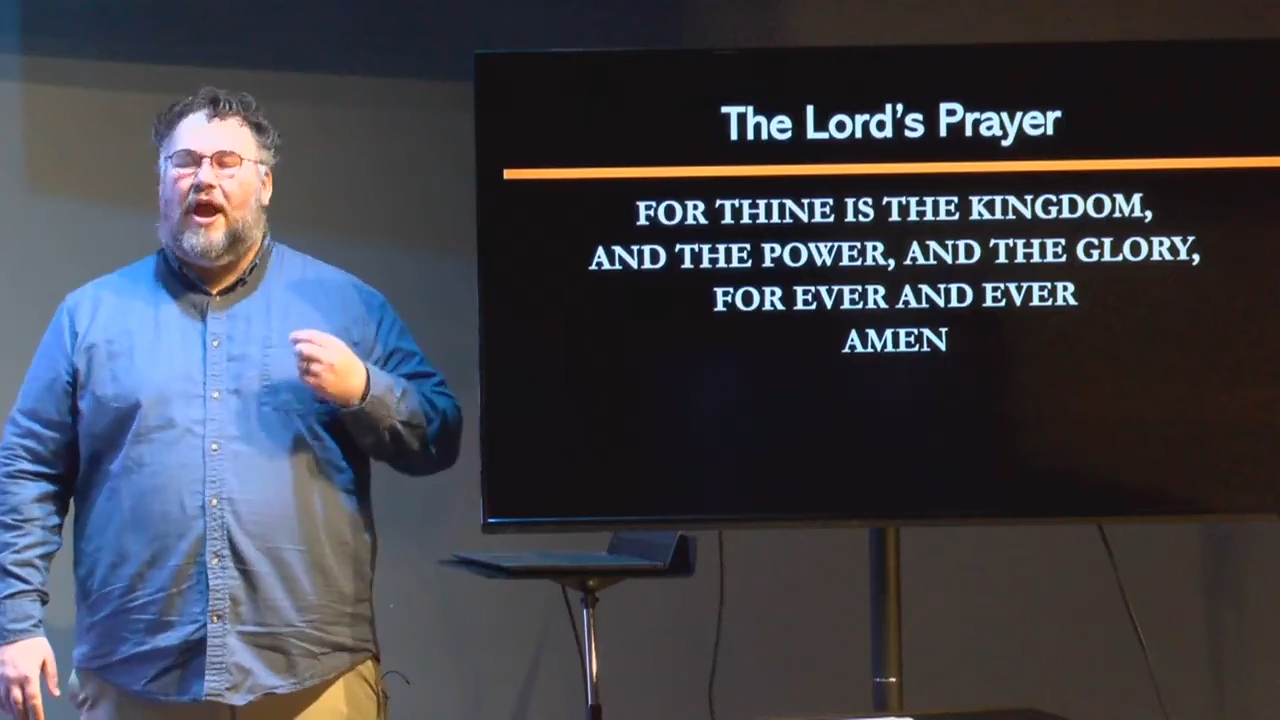 The Lord's Prayer
FOR THINE IS THE KINGDOM,
AND THE POWER, AND THE GLORY,
FOR EVER AND EVER
AMEN